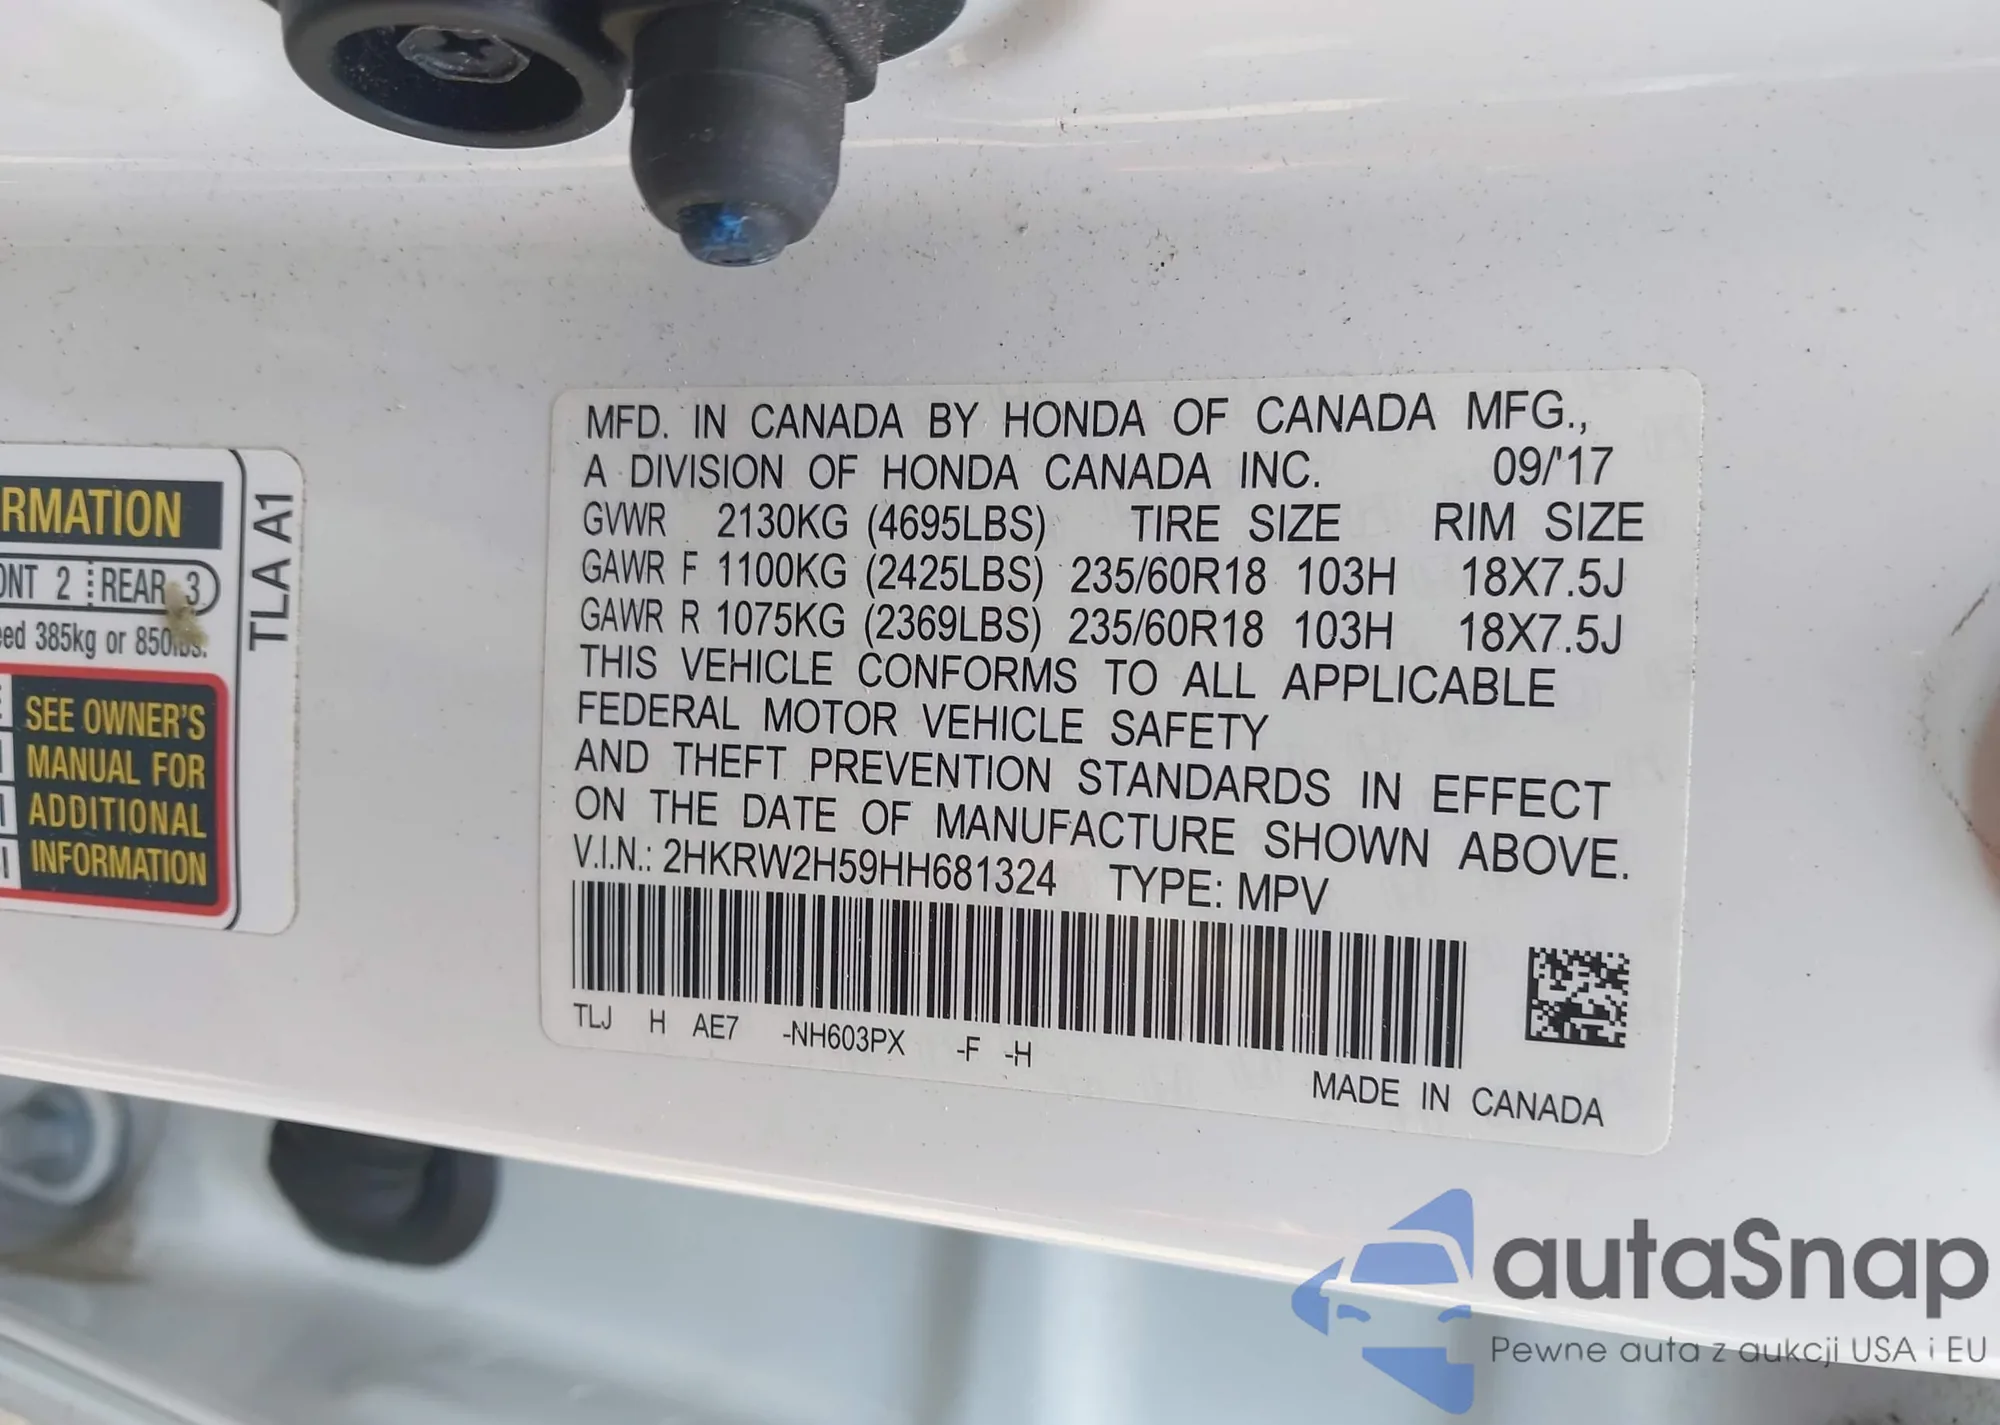 RMATION
ONT 2 REAR 3
eed 385kg or 850lbs.
SEE OWNER'S
MANUAL FOR
ADDITIONAL
INFORMATION
TLA A1
MFD. IN CANADA BY HONDA OF CANADA MFG.,
A DIVISION OF HONDA CANADA INC. 09/'17
GVWR 2130KG (4695LBS) TIRE SIZE RIM SIZE
GAWR F 1100KG (2425LBS) 235/60R18 103H 18X7.5J
GAWR R 1075KG (2369LBS) 235/60R18 103H 18X7.5J
THIS VEHICLE CONFORMS TO ALL APPLICABLE
FEDERAL MOTOR VEHICLE SAFETY
AND THEFT PREVENTION STANDARDS IN EFFECT
ON THE DATE OF MANUFACTURE SHOWN ABOVE.
V.I.N.: 2HKRW2H59HH681324 TYPE: MPV
TLJ H AE7 -NH603PX -F -H
MADE IN CANADA
autaSnap
Pewne auta z aukcji USA i EU